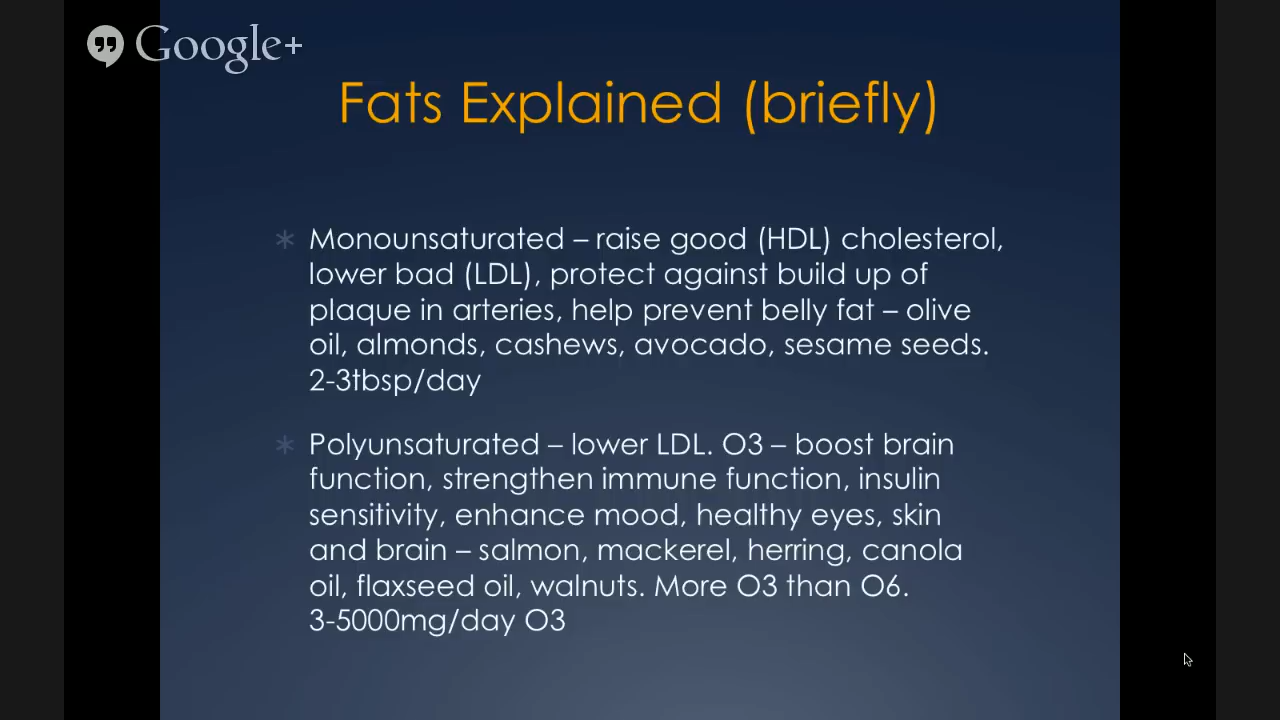 Google+
Fats Explained (briefly)
Monounsaturated – raise good (HDL) cholesterol,
lower bad (LDL), protect against build up of
plaque in arteries, help prevent belly fat – olive
oil, almonds, cashews, avocado, sesame seeds.
2-3tbsp/day
Polyunsaturated – lower LDL. O3 – boost brain
function, strengthen immune function, insulin
sensitivity, enhance mood, healthy eyes, skin
and brain – salmon, mackerel, herring, canola
oil, flaxseed oil, walnuts. More O3 than O6.
3-5000mg/day O3